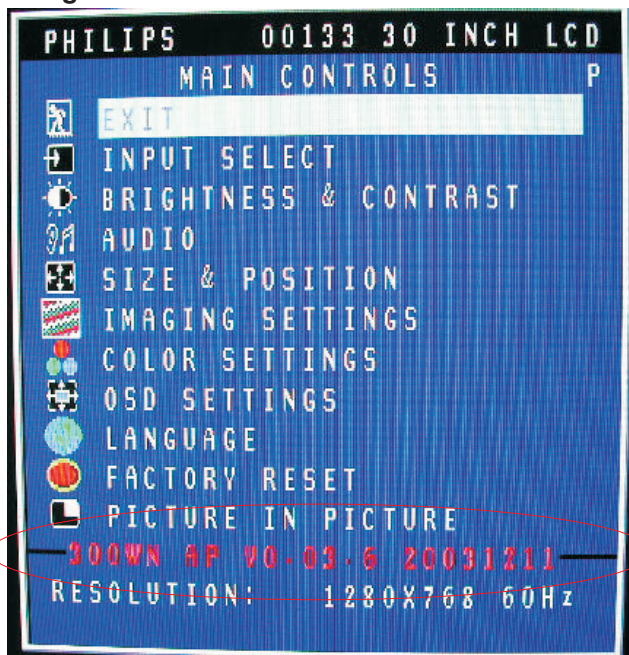 PHILIPS 00133 30 INCH LCD
MAIN CONTROLS P
EXIT
INPUT SELECT
BRIGHTNESS & CONTRAST
AUDIO
SIZE & POSITION
IMAGING SETTINGS
COLOR SETTINGS
OSD SETTINGS
LANGUAGE
FACTORY RESET
PICTURE IN PICTURE
300WN AP V0.03.6 20031211
RESOLUTION: 1280X768 60Hz